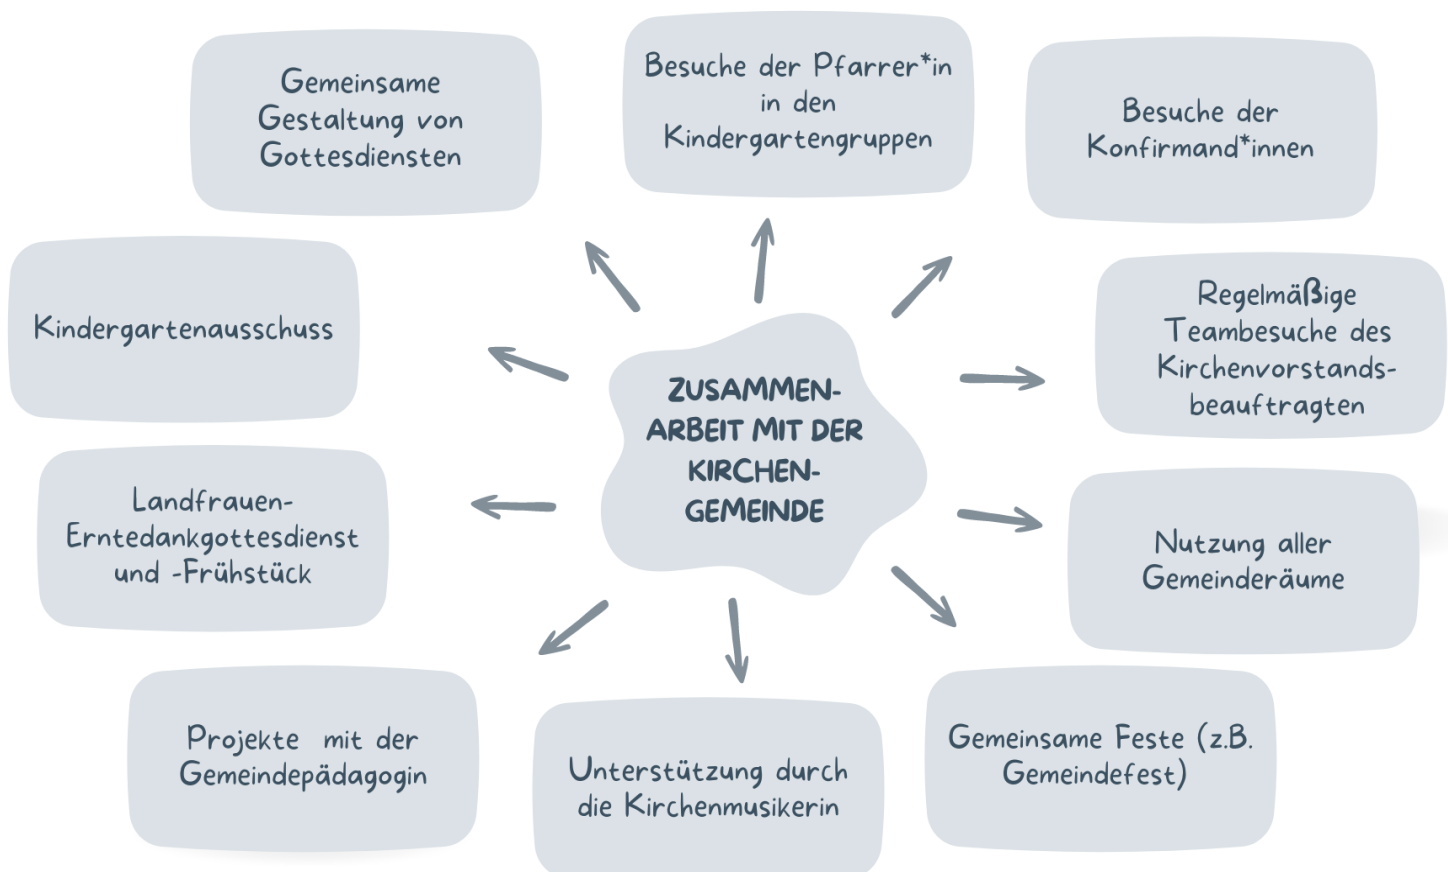 Gemeinsame
Gestaltung von
Gottesdiensten
Besuche der Pfarrer*in
in den
Kindergartengruppen
Besuche der
Konfirmand*innen
Kindergartenausschuss
Regelmäßige
Teambesuche des
Kirchenvorstands-
beauftragten
ZUSAMMEN-
ARBEIT MIT DER
KIRCHEN-
GEMEINDE
Landfrauen-
Erntedankgottesdienst
und -Frühstück
Nutzung aller
Gemeinderäume
Projekte mit der
Gemeindepädagogin
Unterstützung durch
die Kirchenmusikerin
Gemeinsame Feste (z.B.
Gemeindefest)